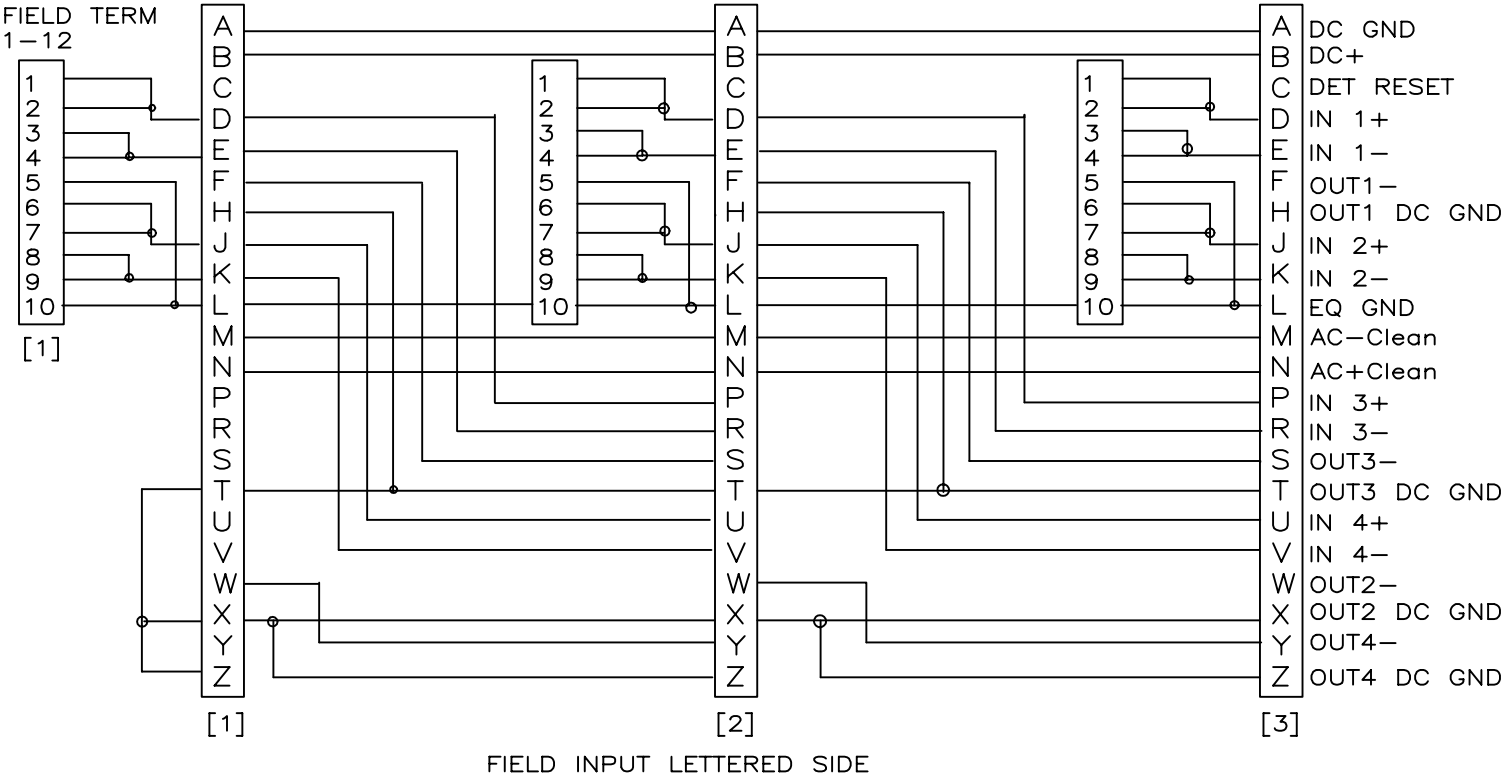 FIELD TERM
1-12
1
2
3
4
5
6
7
8
9
10
[1]
A
B
C
D
E
F
H
J
K
L
M
N
P
R
S
T
U
V
W
X
Y
Z
[1]
1
2
3
4
5
6
7
8
9
10
A
B
C
D
E
F
H
J
K
L
M
N
P
R
S
T
U
V
W
X
Y
Z
[2]
1
2
3
4
5
6
7
8
9
10
A DC GND
B DC+
C DET RESET
D IN 1+
E IN 1-
F OUT1-
H OUT1 DC GND
J IN 2+
K IN 2-
L EQ GND
M AC-Clean
N AC+Clean
P IN 3+
R IN 3-
S OUT3-
T OUT3 DC GND
U IN 4+
V IN 4-
W OUT2-
X OUT2 DC GND
Y OUT4-
Z OUT4 DC GND
[3]
FIELD INPUT LETTERED SIDE